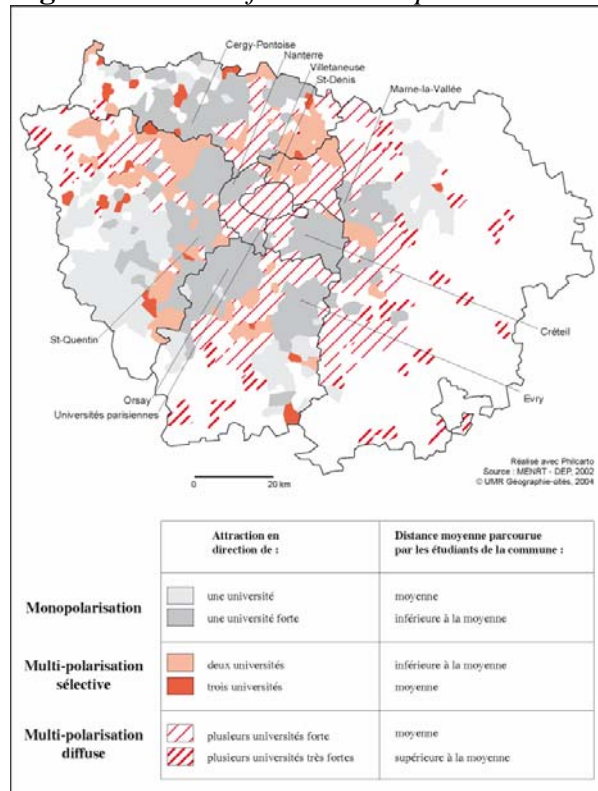 Cergy-Pontoise
Nanterre
Villetaneuse
St-Denis
Marne-la-Vallée
St-Quentin
Orsay
Universités parisiennes
Créteil
Evry
0 20 km
Réalisé avec Philcarto
Source : MENRT - DEP, 2002
© UMR Géographie-cités, 2004
Attraction en direction de :
Distance moyenne parcourue par les étudiants de la commune :
Monopolarisation
une université moyenne
une université forte inférieure à la moyenne
Multi-polarisation sélective
deux universités inférieure à la moyenne
trois universités moyenne
Multi-polarisation diffuse
plusieurs universités forte moyenne
plusieurs universités très fortes supérieure à la moyenne